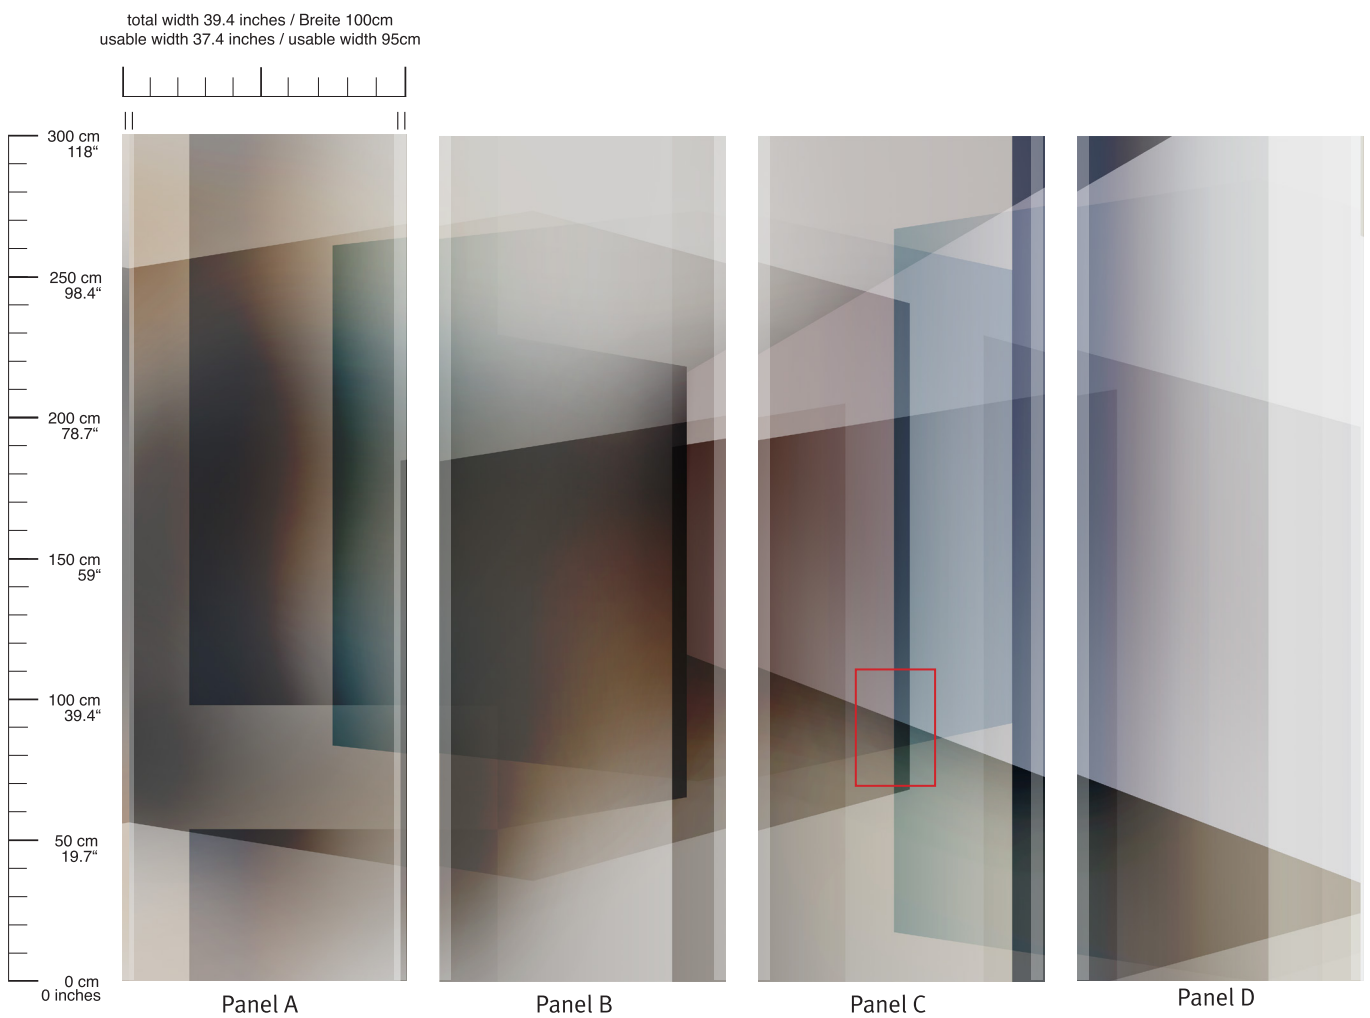 total width 39.4 inches / Breite 100cm
usable width 37.4 inches / usable width 95cm
300 cm
118“
250 cm
98.4“
200 cm
78.7“
150 cm
59“
100 cm
39.4“
50 cm
19.7“
0 cm
0 inches
Panel A
Panel B
Panel C
Panel D